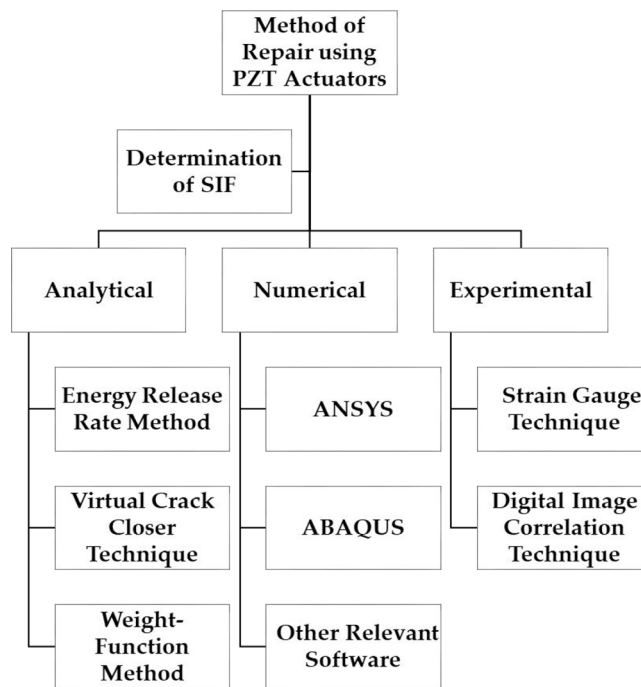 Method of
Repair using
PZT Actuators
Determination
of SIF
Analytical
Numerical
Experimental
Energy Release
Rate Method
ANSYS
Strain Gauge
Technique
Virtual Crack
Closer
Technique
ABAQUS
Digital Image
Correlation
Technique
Weight-
Function
Method
Other Relevant
Software